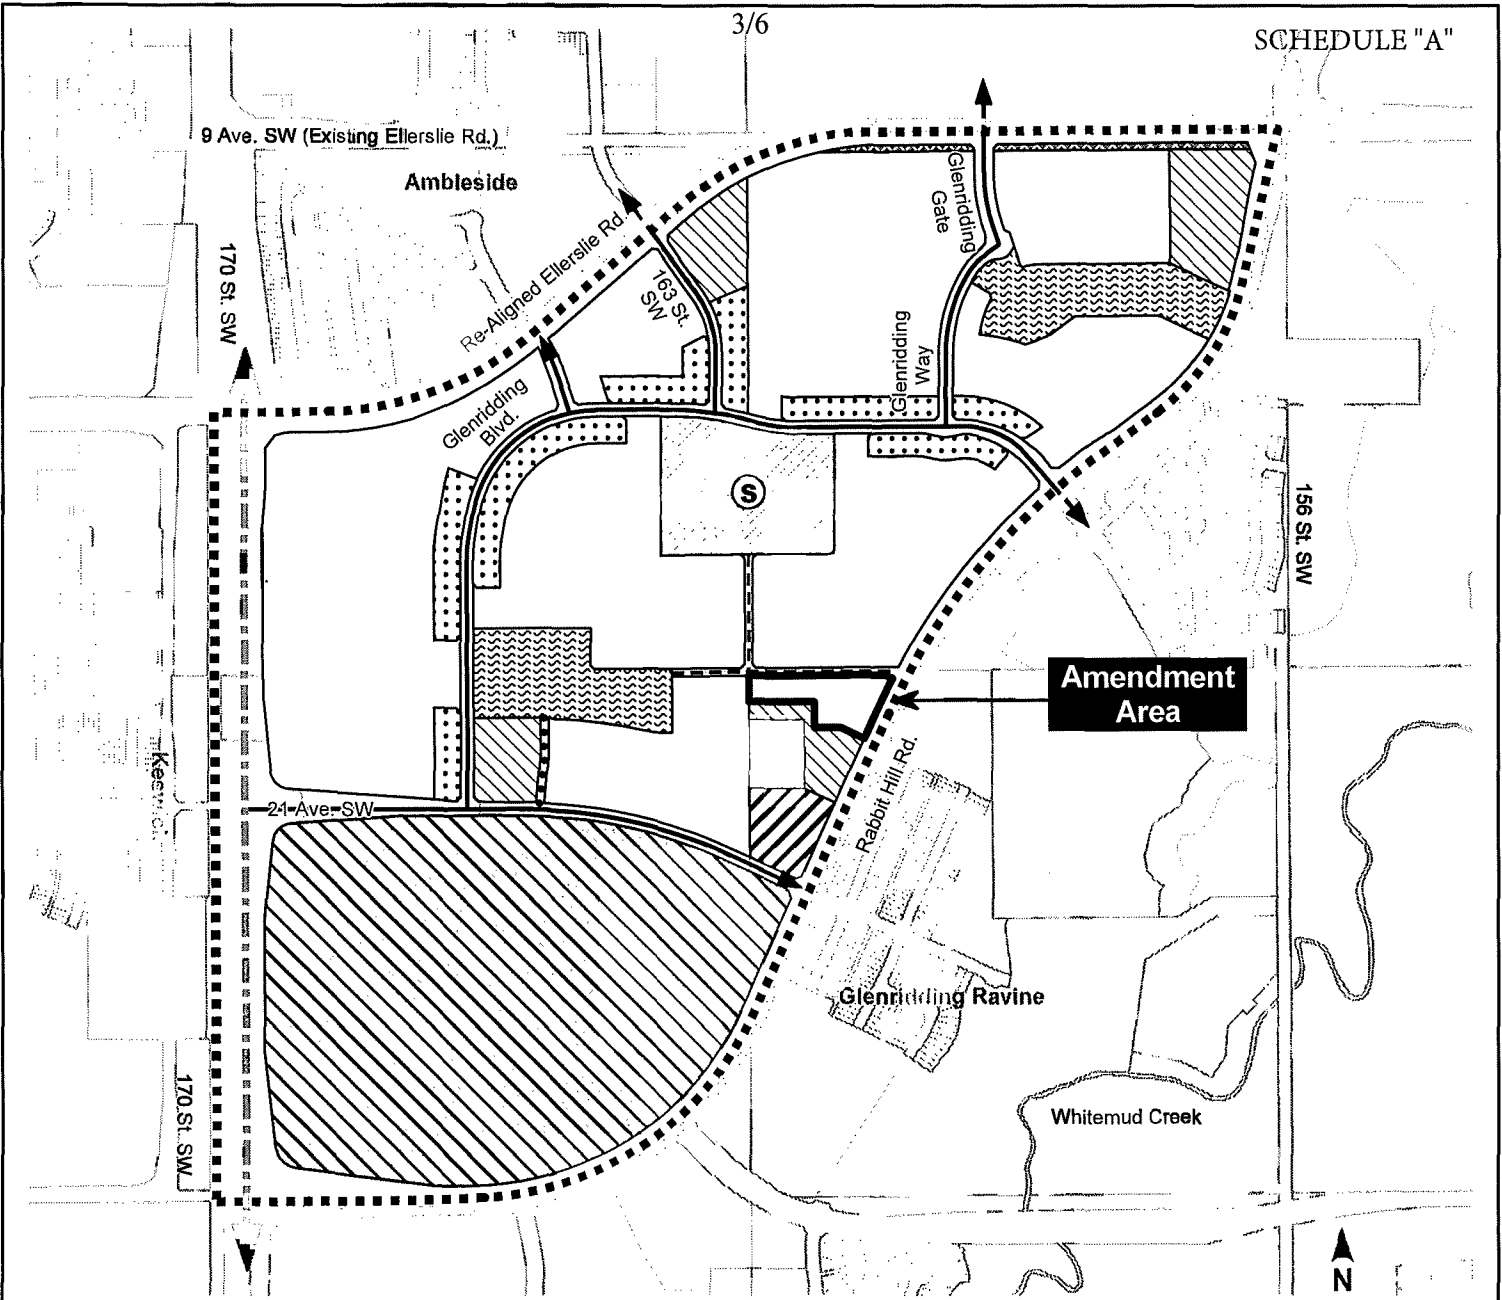 3/6
SCHEDULE "A"
9 Ave. SW (Existing Ellerslie Rd.)
Ambleside
Glenridding
Gate
170 St. SW
Re-Aligned Ellerslie Rd.
163 St.
SW
Glenridding
Way
Glenridding
Blvd.
S
156 St. SW
Amendment
Area
21 Ave. SW
Rabbit Hill Rd.
Glenridding Ravine
170 St. SW
Whitemud Creek
N